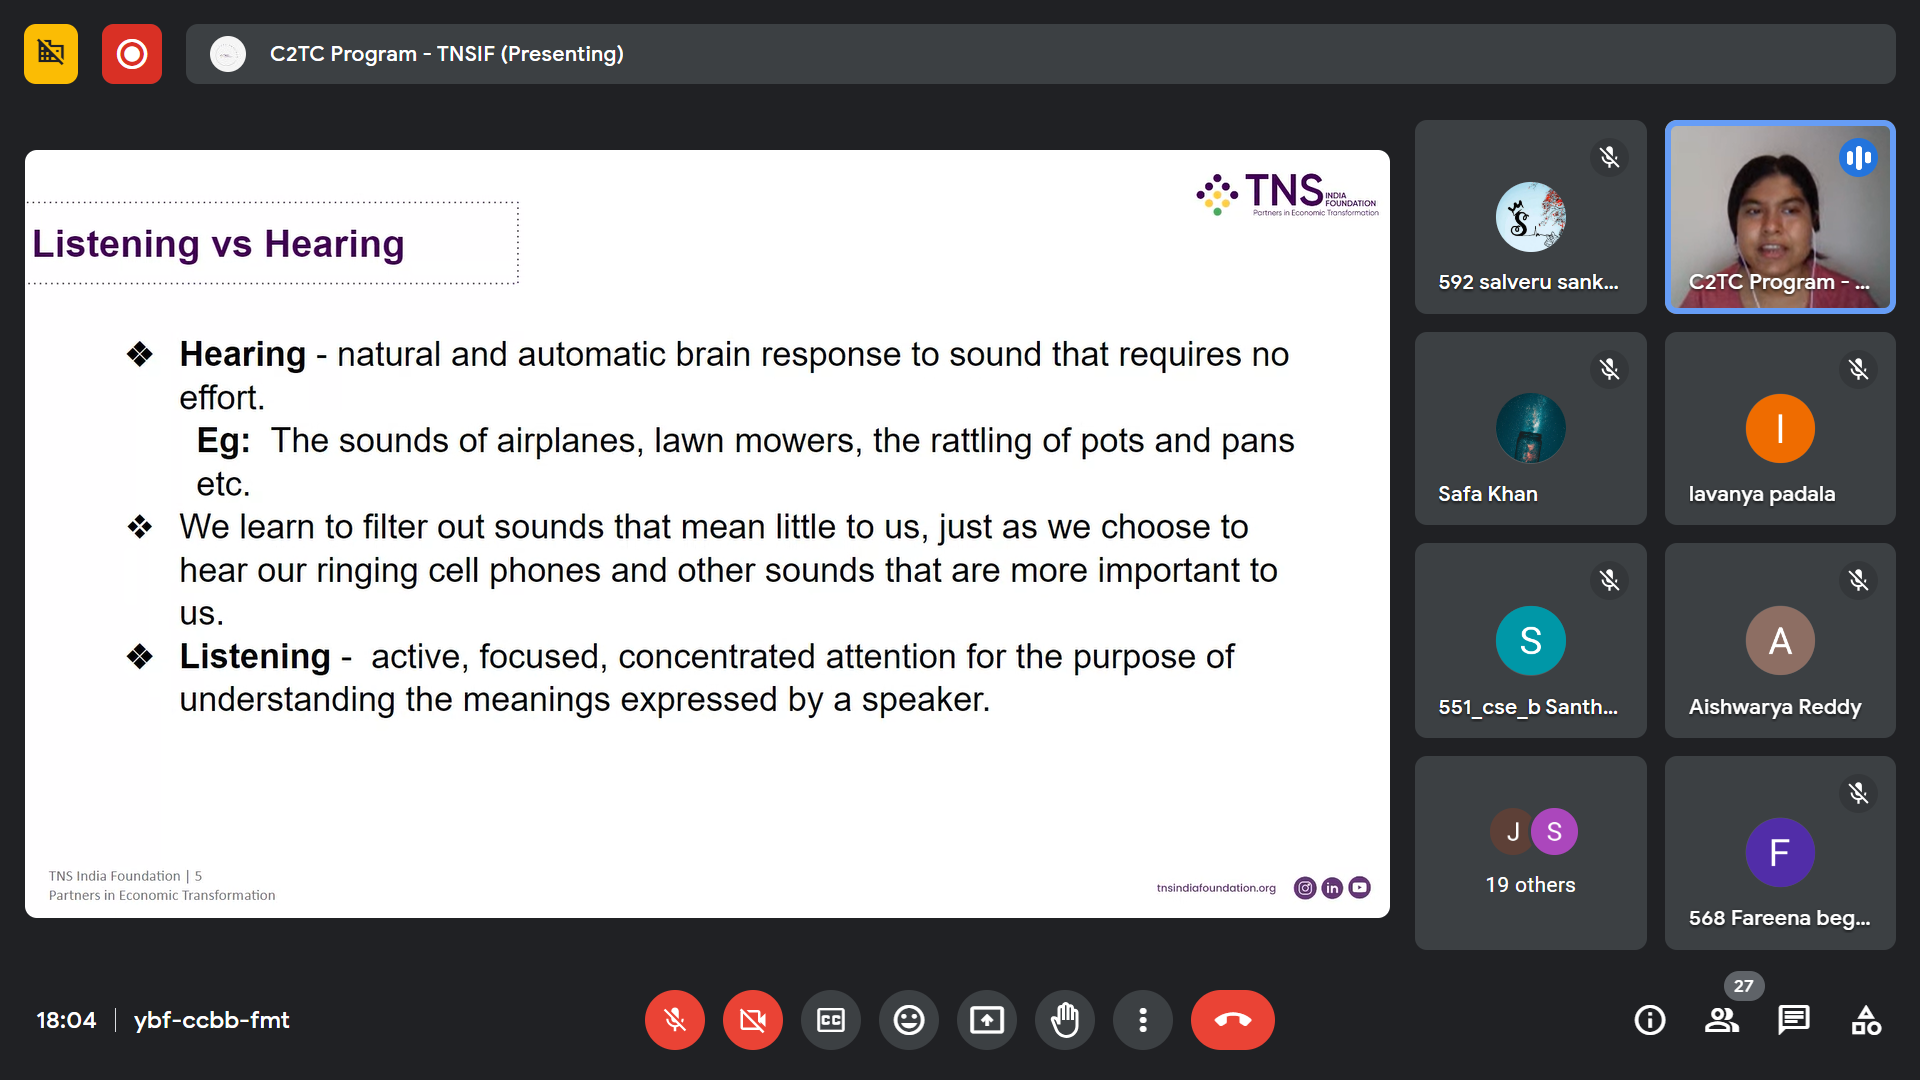 C2TC Program - TNSIF (Presenting)
TNS INDIA FOUNDATION
Partners in Economic Transformation
Listening vs Hearing
❖ Hearing - natural and automatic brain response to sound that requires no
effort.
Eg: The sounds of airplanes, lawn mowers, the rattling of pots and pans
etc.
❖ We learn to filter out sounds that mean little to us, just as we choose to
hear our ringing cell phones and other sounds that are more important to
us.
❖ Listening - active, focused, concentrated attention for the purpose of
understanding the meanings expressed by a speaker.
TNS India Foundation | 5
Partners in Economic Transformation
tnsindiafoundation.org
in
592 salveru sank...
C2TC Program - ...
Safa Khan
l
lavanya padala
S
551_cse_b Santh...
A
Aishwarya Reddy
J S
19 others
F
568 Fareena beg...
18:04 | ybf-ccbb-fmt
CC
27